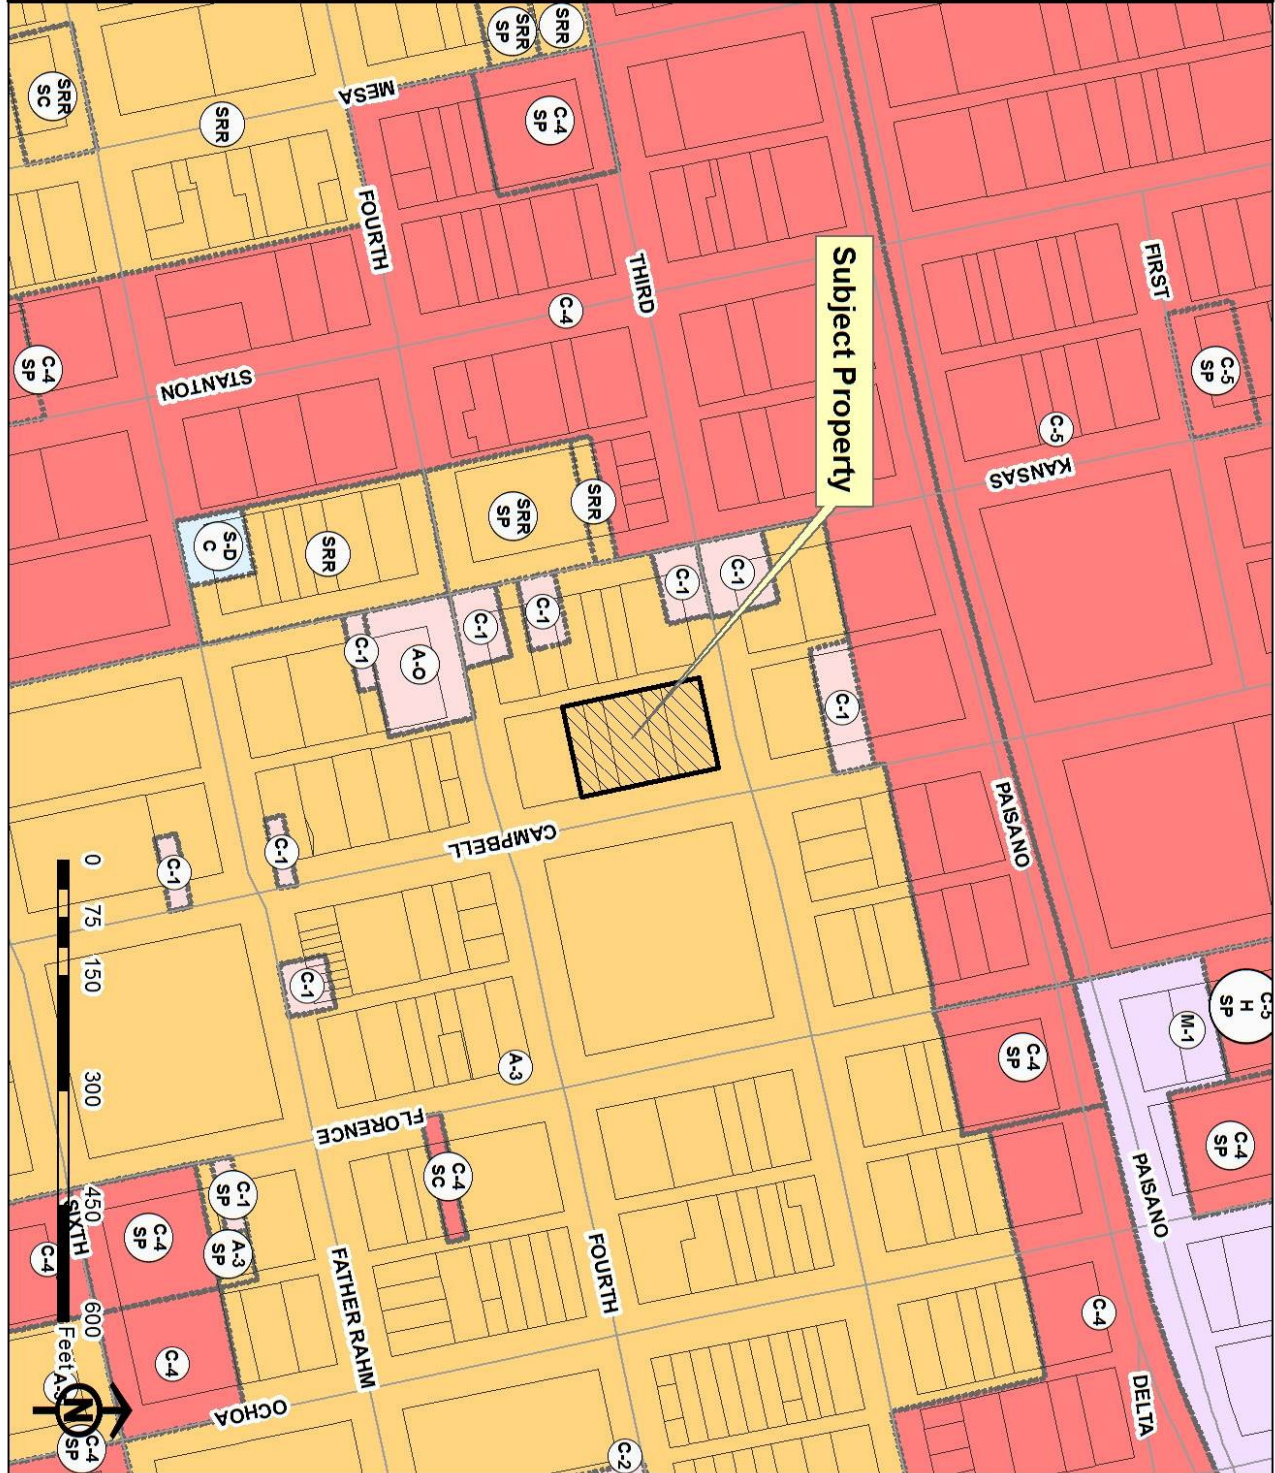 C-5
H
SP
C-4
SP
C-5
SP
M-1
FIRST
PAISANO
DELTA
C-4
C-5
KANSAS
C-4
SP
PAISANO
Subject Property
C-1
C-1
C-1
THIRD
C-2
FOURTH
SRR
SRR
C-4
C-4
SP
C-1
SRR
SP
SRR
SP
A-3
CAMPBELL
C-1
C-4
SC
A-O
MESA
FOURTH
C-1
FLORENCE
FATHER RAHM
SRR
C-1
C-1
OCHOA
SRR
S-D
C
C-1
SP
A-3
SP
STANTON
C-1
C-4
C-4
SP
0 75 150 300 450 600
Feet
SIXTH
N
C-4
SP
SRR
SC
C-4
SP
C-4